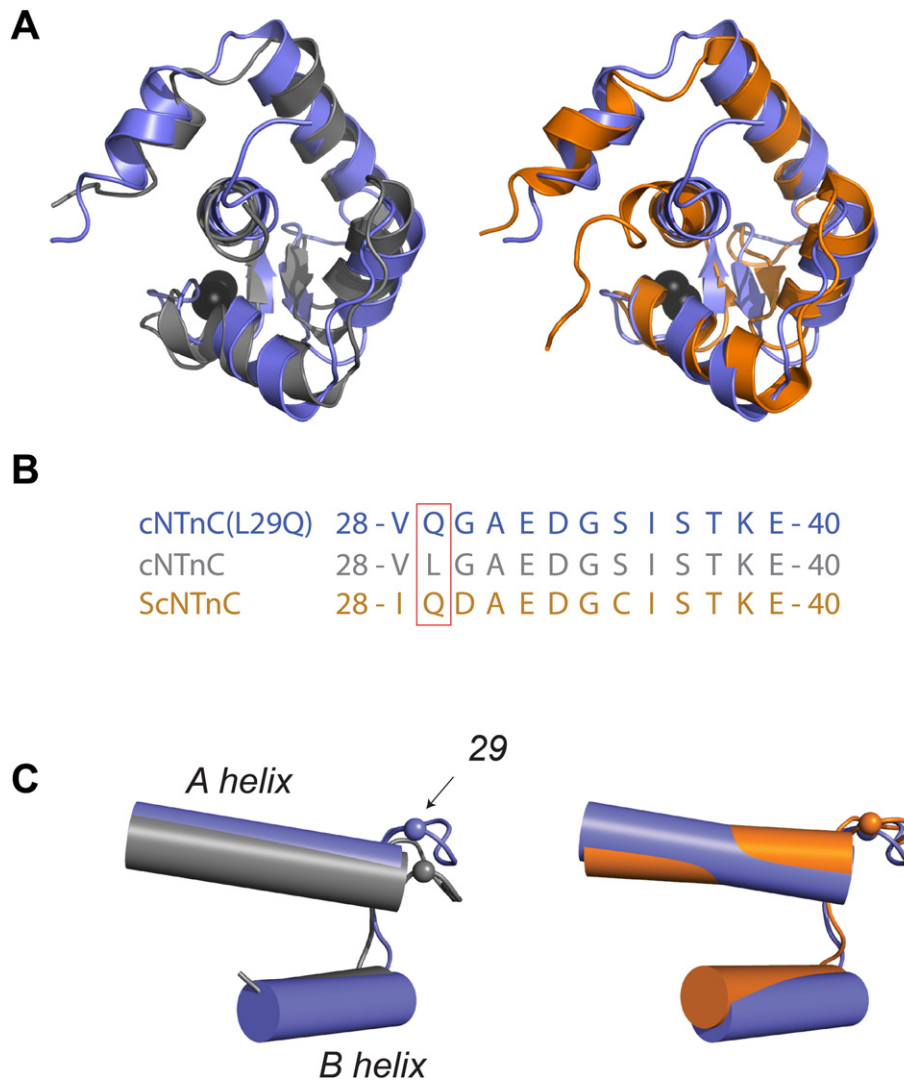 A
B
cNTnC(L29Q) 28 - V Q G A E D G S I S T K E - 40
cNTnC 28 - V L G A E D G S I S T K E - 40
ScNTnC 28 - I Q D A E D G C I S T K E - 40
C
A helix
29
B helix